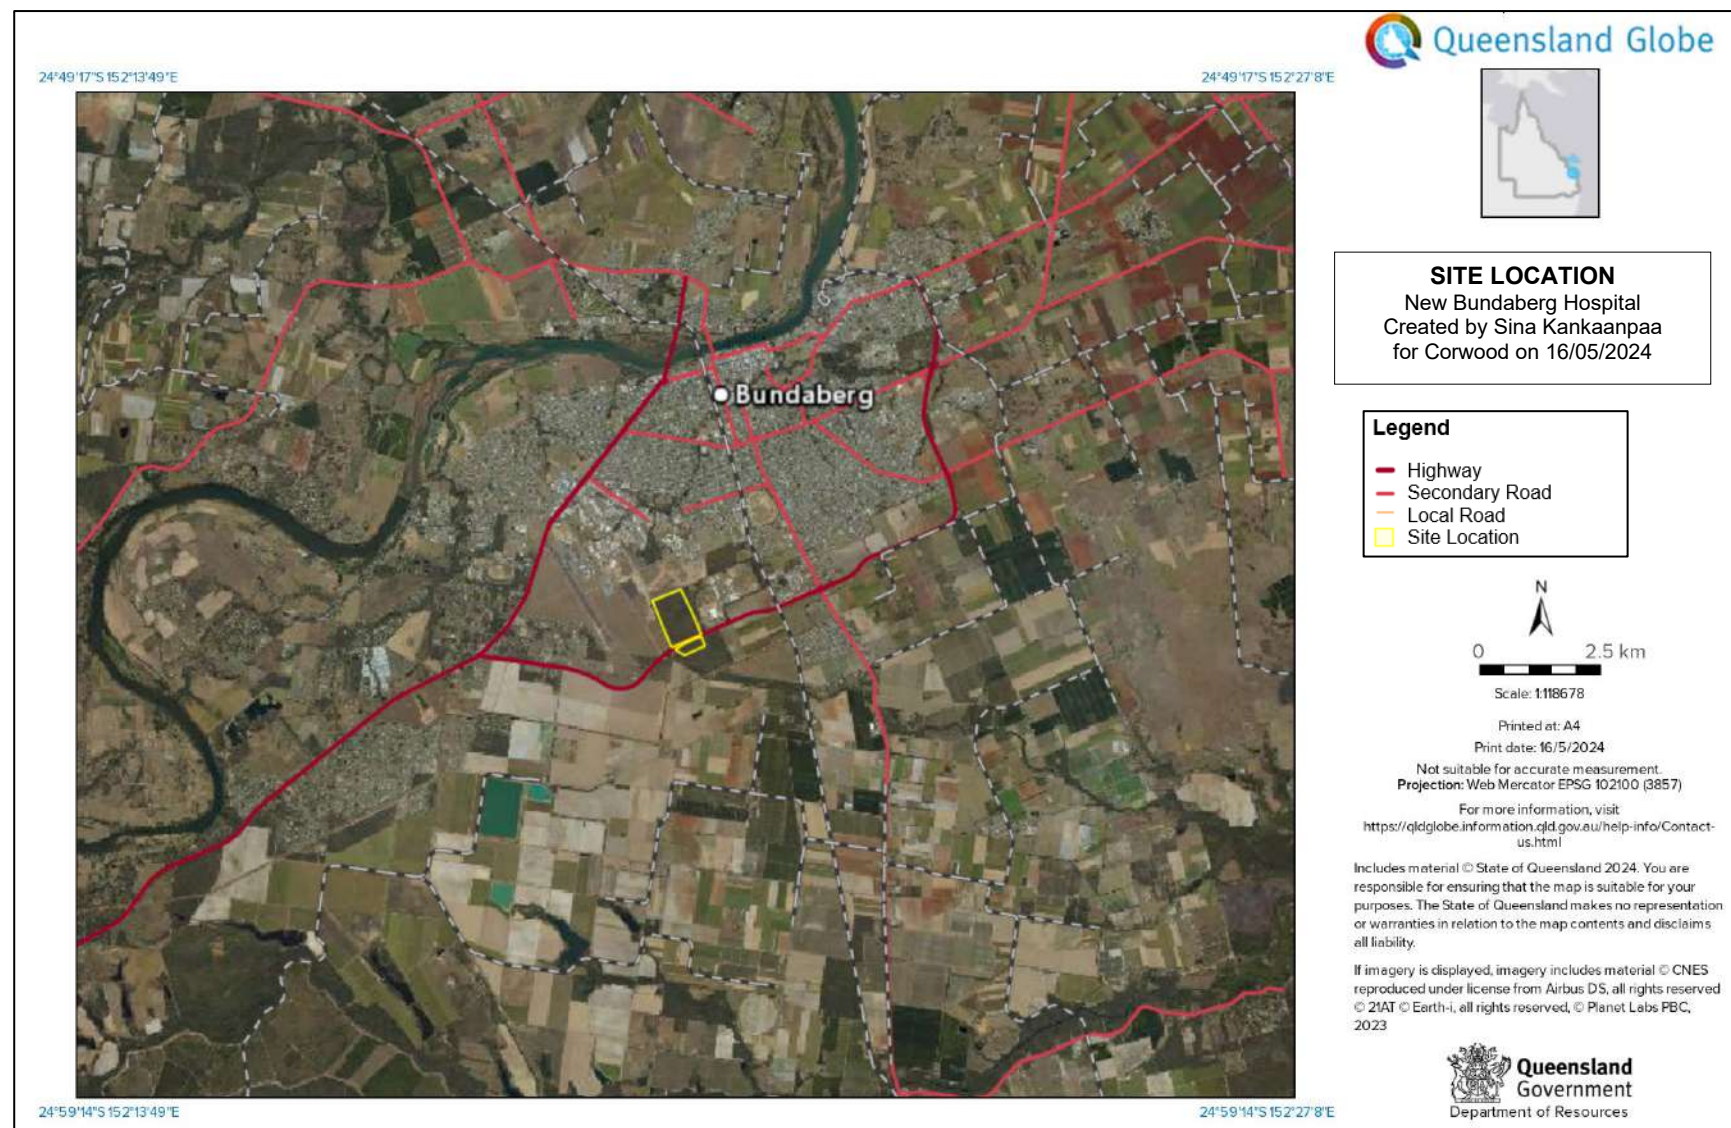 Queensland Globe
24°49'17"S 152°13'49"E
24°49'17"S 152°27'8"E
Bundaberg
24°59'14"S 152°13'49"E
24°59'14"S 152°27'8"E
SITE LOCATION
New Bundaberg Hospital
Created by Sina Kankaanpaa
for Corwood on 16/05/2024
Legend
Highway
Secondary Road
Local Road
Site Location
N
0 2.5 km
Scale: 1:118678
Printed at: A4
Print date: 16/5/2024
Not suitable for accurate measurement.
Projection: Web Mercator EPSG 102100 (3857)
For more information, visit
https://qldglobe.information.qld.gov.au/help-info/Contact-
us.html
Includes material © State of Queensland 2024. You are
responsible for ensuring that the map is suitable for your
purposes. The State of Queensland makes no representation
or warranties in relation to the map contents and disclaims
all liability.
If imagery is displayed, imagery includes material © CNES
reproduced under license from Airbus DS, all rights reserved
© 21AT © Earth-i, all rights reserved, © Planet Labs PBC,
2023
Queensland
Government
Department of Resources